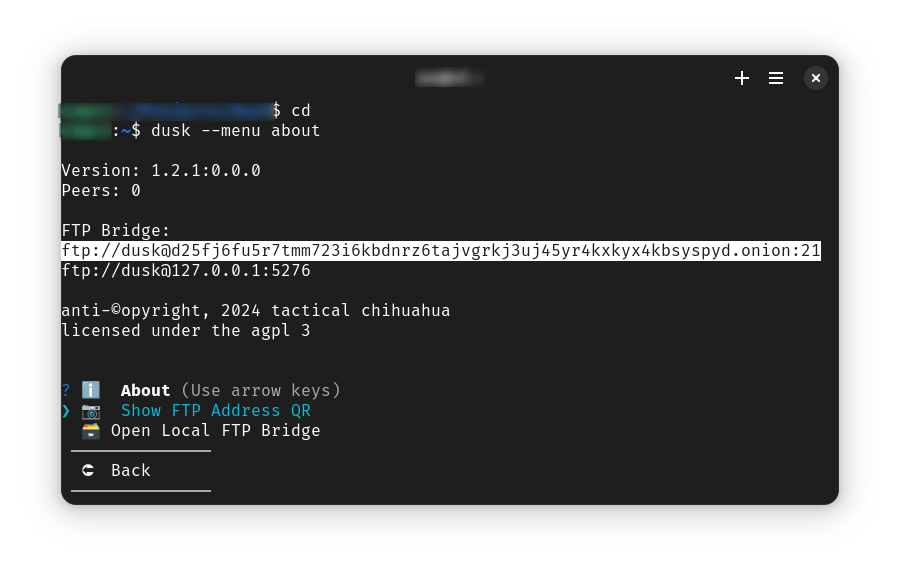 $ cd
:~$ dusk --menu about
Version: 1.2.1:0.0.0
Peers: 0
FTP Bridge:
ftp://dusk@d25fj6fu5r7tmm723i6kbdnrz6tajvgrkj3uj45yr4kxkyx4kbsyspyd.onion:21
ftp://dusk@127.0.0.1:5276
anti-©opyright, 2024 tactical chihuahua
licensed under the agpl 3
? ℹ️ About (Use arrow keys)
❯ 📷 Show FTP Address QR
🗃️ Open Local FTP Bridge
⮈ Back